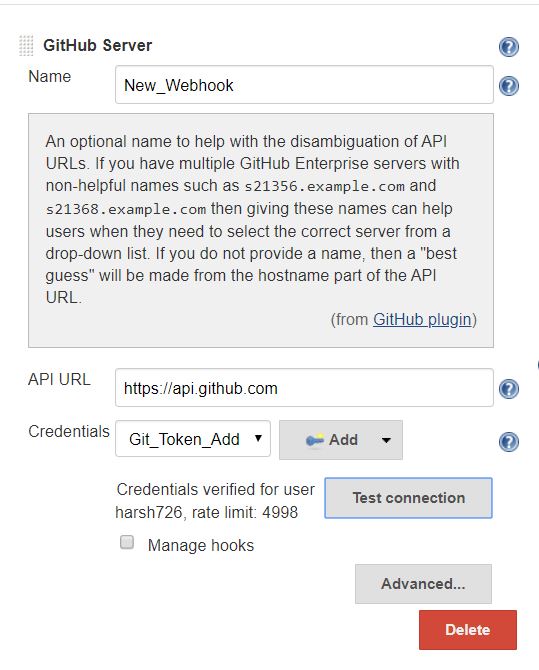 GitHub Server
Name
New_Webhook
An optional name to help with the disambiguation of API
URLs. If you have multiple GitHub Enterprise servers with
non-helpful names such as s21356.example.com and
s21368.example.com then giving these names can help
users when they need to select the correct server from a
drop-down list. If you do not provide a name, then a "best
guess" will be made from the hostname part of the API
URL.
(from GitHub plugin)
API URL
https://api.github.com
Credentials
Git_Token_Add
Add
Credentials verified for user
harsh726, rate limit: 4998
Test connection
Manage hooks
Advanced...
Delete